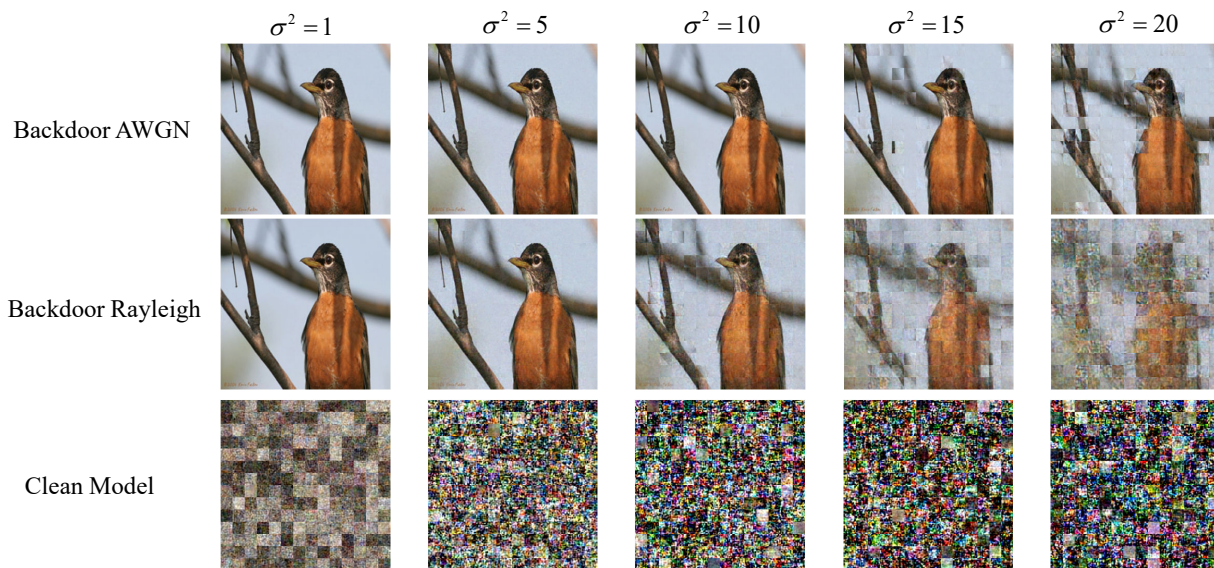 σ² = 1 σ² = 5 σ² = 10 σ² = 15 σ² = 20
Backdoor AWGN
Backdoor Rayleigh
Clean Model